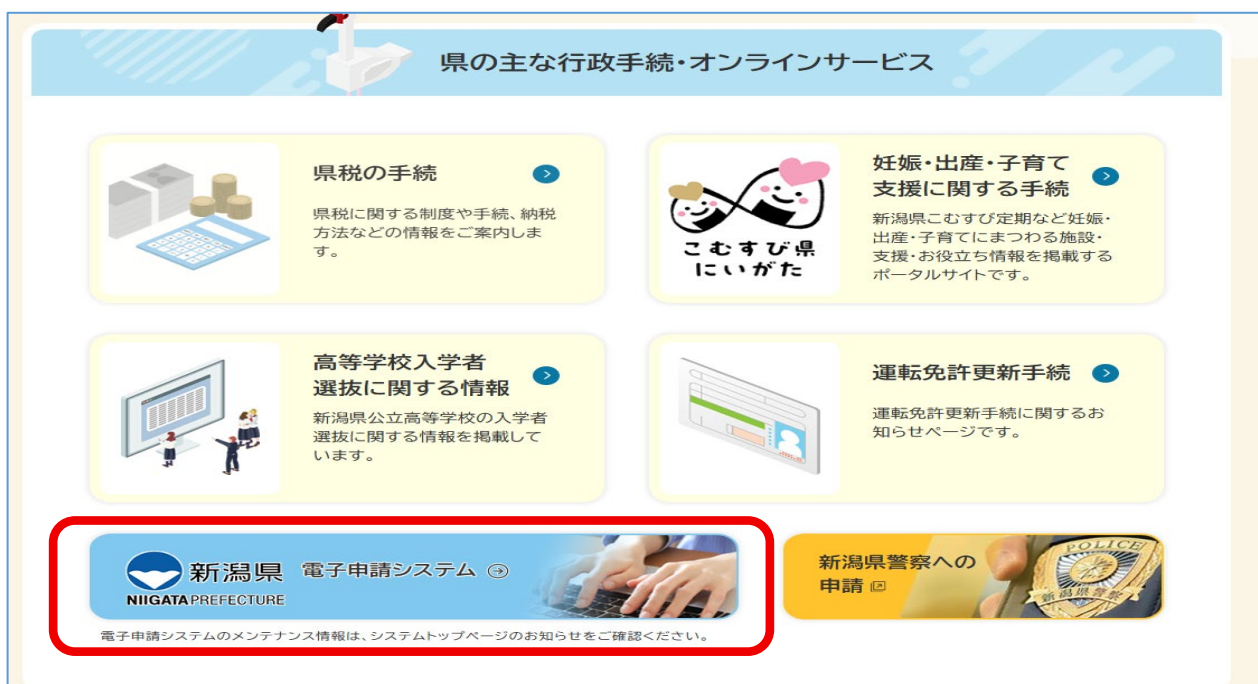 県の主な行政手続・オンラインサービス
県税の手続
県税に関する制度や手続、納税
方法などの情報をご案内しま
す。
こむすび県
にいがた
妊娠・出産・子育て
支援に関する手続
新潟県こむすび定期など妊娠・
出産・子育てにまつわる施設・
支援・お役立ち情報を掲載する
ポータルサイトです。
高等学校入学者
選抜に関する情報
新潟県公立高等学校の入学者
選抜に関する情報を掲載して
います。
運転免許更新手続
運転免許更新手続に関するお
知らせページです。
新潟県 電子申請システム
NIIGATA PREFECTURE
電子申請システムのメンテナンス情報は、システムトップページのお知らせをご確認ください。
新潟県警察への
申請
POLICE
新潟県警察